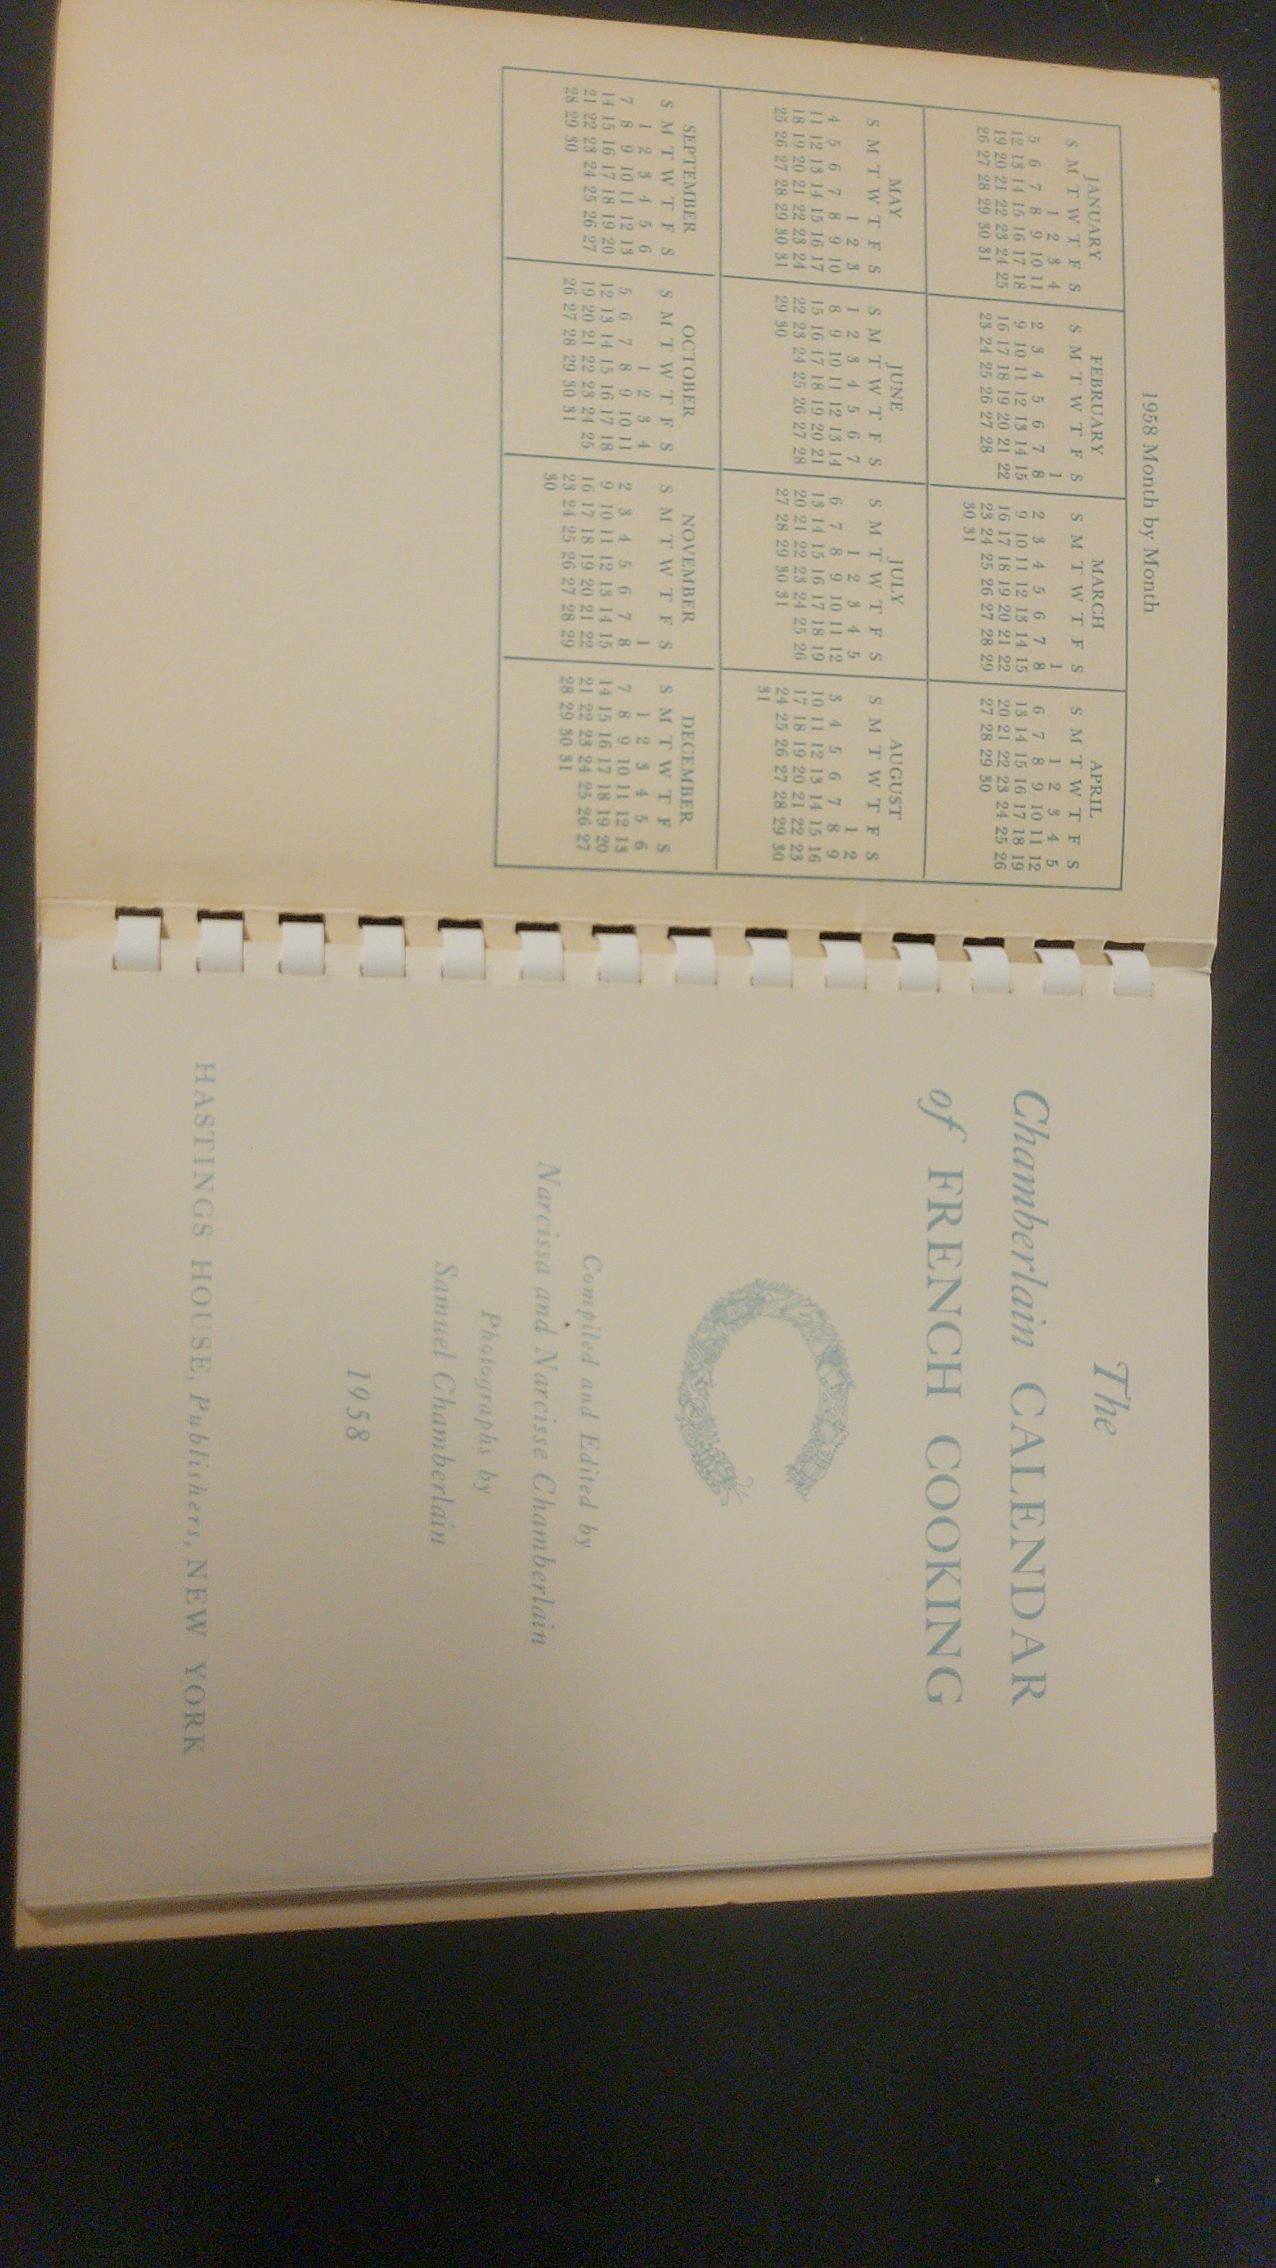 1958 Month by Month
JANUARY
S M T W T F S
1 2 3 4
5 6 7 8 9 10 11
12 13 14 15 16 17 18
19 20 21 22 23 24 25
26 27 28 29 30 31
FEBRUARY
S M T W T F S
1
2 3 4 5 6 7 8
9 10 11 12 13 14 15
16 17 18 19 20 21 22
23 24 25 26 27 28
MARCH
S M T W T F S
1
2 3 4 5 6 7 8
9 10 11 12 13 14 15
16 17 18 19 20 21 22
23 24 25 26 27 28 29
30 31
APRIL
S M T W T F S
1 2 3 4 5
6 7 8 9 10 11 12
13 14 15 16 17 18 19
20 21 22 23 24 25 26
27 28 29 30
MAY
S M T W T F S
1 2 3
4 5 6 7 8 9 10
11 12 13 14 15 16 17
18 19 20 21 22 23 24
25 26 27 28 29 30 31
JUNE
S M T W T F S
1 2 3 4 5 6 7
8 9 10 11 12 13 14
15 16 17 18 19 20 21
22 23 24 25 26 27 28
29 30
JULY
S M T W T F S
1 2 3 4 5
6 7 8 9 10 11 12
13 14 15 16 17 18 19
20 21 22 23 24 25 26
27 28 29 30 31
AUGUST
S M T W T F S
1 2
3 4 5 6 7 8 9
10 11 12 13 14 15 16
17 18 19 20 21 22 23
24 25 26 27 28 29 30
31
SEPTEMBER
S M T W T F S
1 2 3 4 5 6
7 8 9 10 11 12 13
14 15 16 17 18 19 20
21 22 23 24 25 26 27
28 29 30
OCTOBER
S M T W T F S
1 2 3 4
5 6 7 8 9 10 11
12 13 14 15 16 17 18
19 20 21 22 23 24 25
26 27 28 29 30 31
NOVEMBER
S M T W T F S
1
2 3 4 5 6 7 8
9 10 11 12 13 14 15
16 17 18 19 20 21 22
23 24 25 26 27 28 29
30
DECEMBER
S M T W T F S
1 2 3 4 5 6
7 8 9 10 11 12 13
14 15 16 17 18 19 20
21 22 23 24 25 26 27
28 29 30 31
The
Chamberlain CALENDAR
of FRENCH COOKING
Compiled and Edited by
Narcissa and Narcisse Chamberlain
Photographs by
Samuel Chamberlain
1958
HASTINGS HOUSE, Publishers, NEW YORK